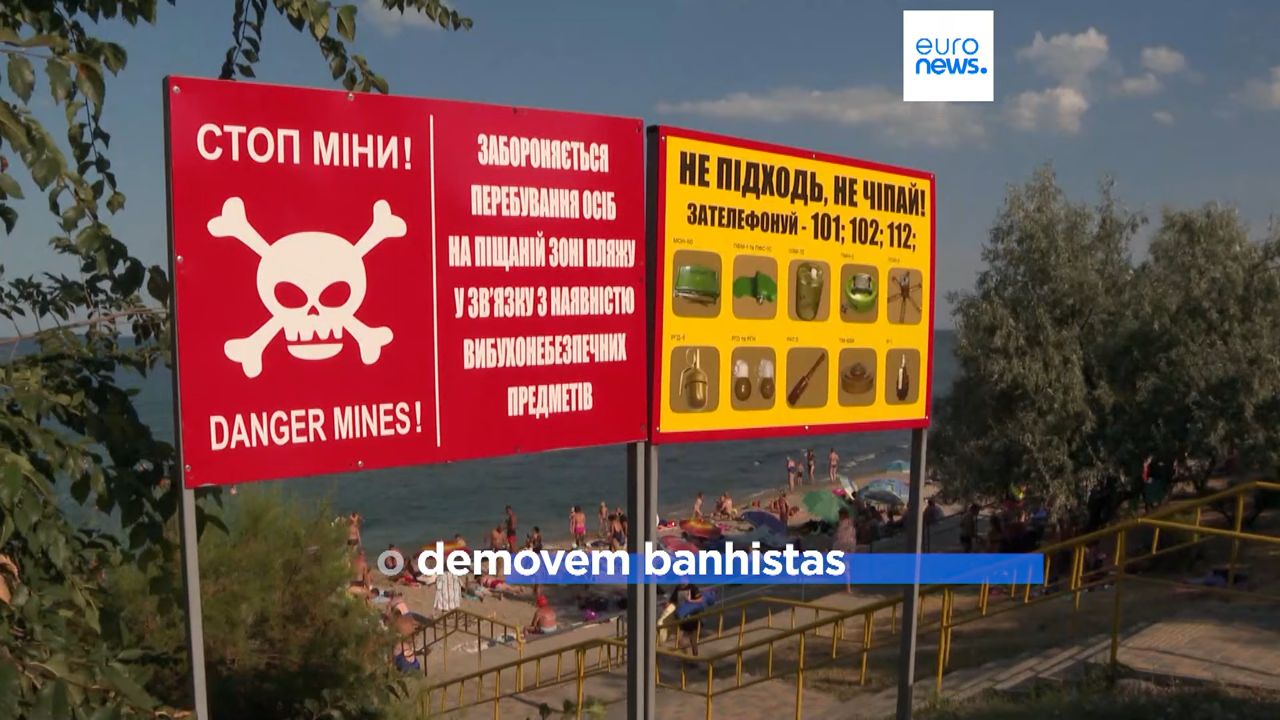 euro
news.
СТОП МІНИ!
DANGER MINES!
ЗАБОРОНЯЄТЬСЯ
ПЕРЕБУВАННЯ ОСІБ
НА ПІЩАНІЙ ЗОНІ ПЛЯЖУ
У ЗВ'ЯЗКУ З НАЯВНІСТЮ
ВИБУХОНЕБЕЗПЕЧНИХ
ПРЕДМЕТІВ
НЕ ПІДХОДЬ, НЕ ЧІПАЙ!
ЗАТЕЛЕФОНУЙ - 101; 102; 112;
o demovem banhistas